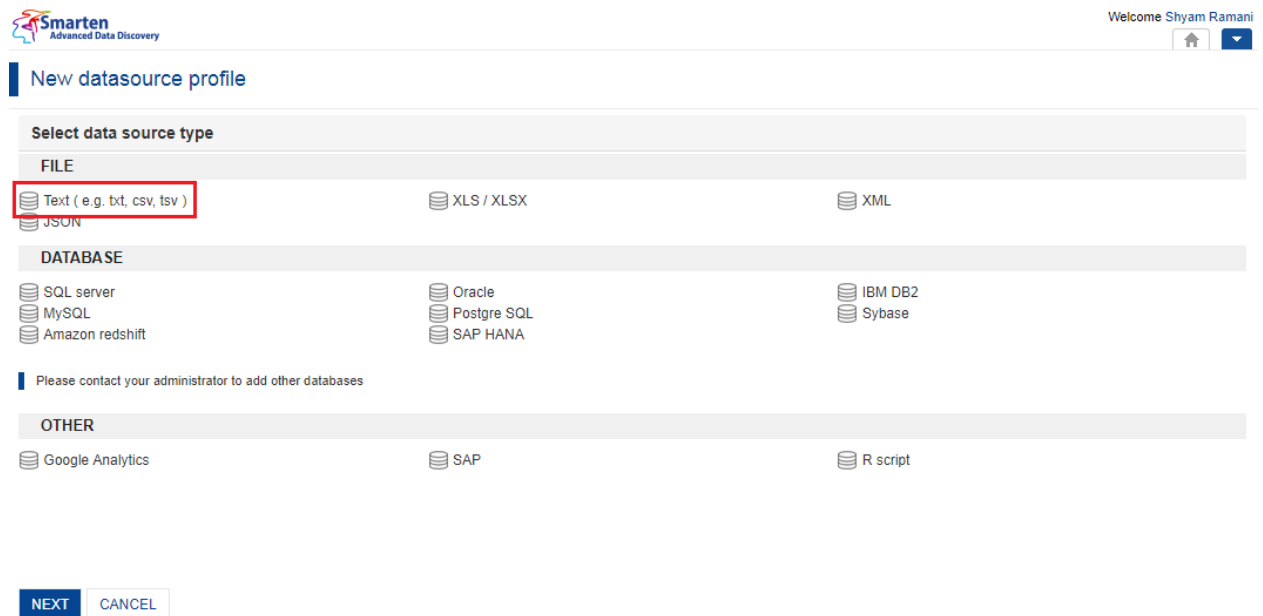 Smarten
Advanced Data Discovery
Welcome Shyam Ramani
New datasource profile
Select data source type
FILE
Text ( e.g. txt, csv, tsv ) XLS / XLSX XML
JSON
DATABASE
SQL server Oracle IBM DB2
MySQL Postgre SQL Sybase
Amazon redshift SAP HANA
Please contact your administrator to add other databases
OTHER
Google Analytics SAP R script
NEXT CANCEL